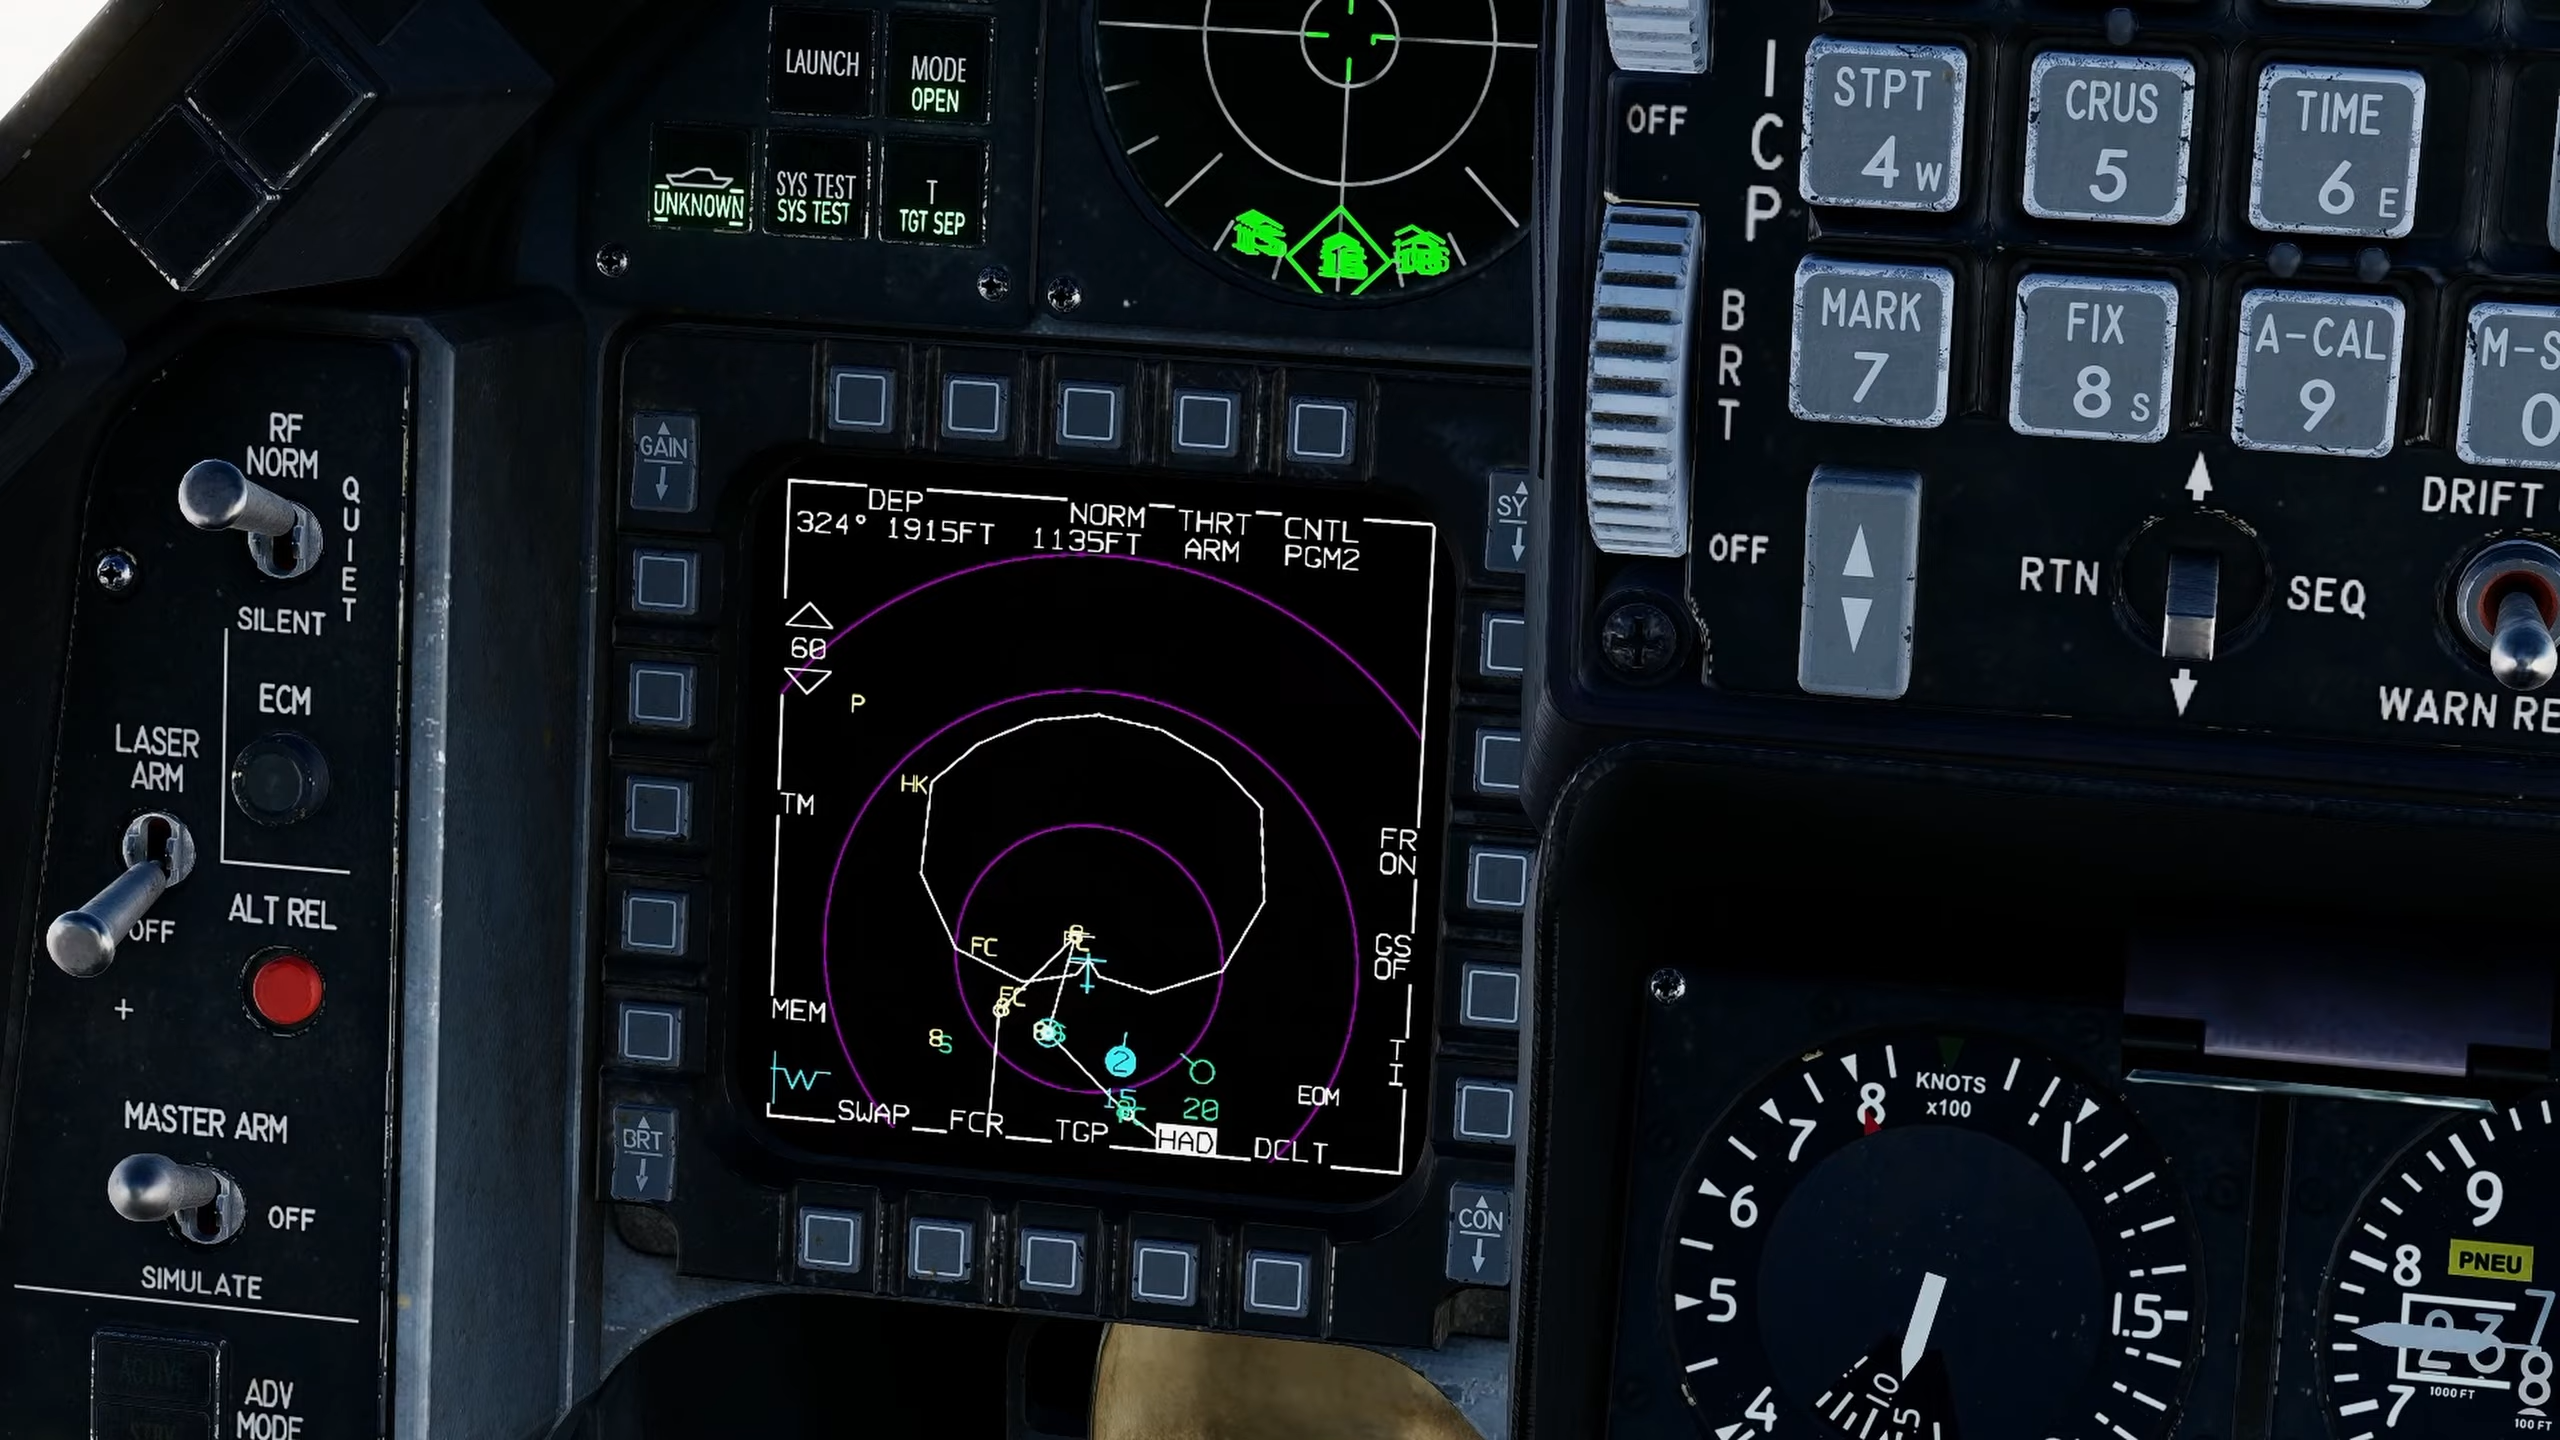 LAUNCH
MODE
OPEN
UNKNOWN
SYS TEST
SYS TEST
T
TGT SEP
OFF
ICP
STPT
4 W
CRUS
5
TIME
6 E
MARK
7
FIX
8 S
A-CAL
9
M-S
0
BRT
OFF
RTN
SEQ
DRIFT
WARN RE
RF
NORM
QUIET
SILENT
ECM
LASER
ARM
OFF
ALT REL
+
MASTER ARM
OFF
SIMULATE
ADV
MODE
GAIN
SY
BRT
CON
DEP
NORM
THRT
CNTL
324° 1915FT
1135FT
ARM
PGM2
60
P
HK
TM
FR
ON
FC
GS
OF
FC
8
MEM
8S
2
TI
15
20
EOM
SWAP
FCR
TGP
HAD
DCLT
KNOTS
x100
8
7
6
5
4
1.5
10
9
8
7
PNEU
1000 FT
100 FT